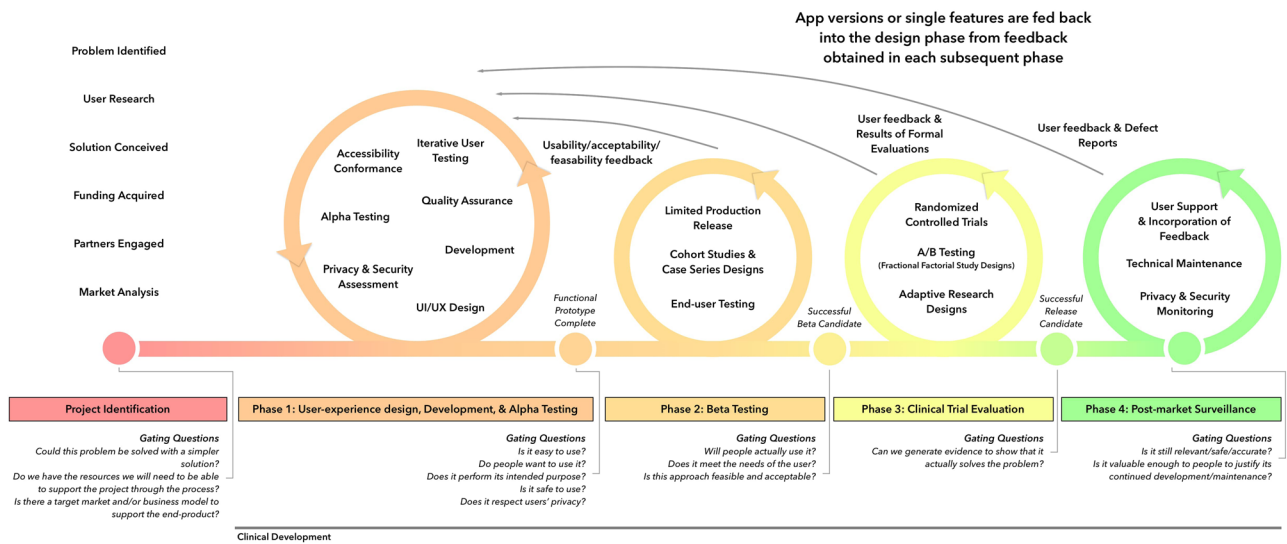 App versions or single features are fed back
into the design phase from feedback
obtained in each subsequent phase
Problem Identified
User Research
Solution Conceived
Funding Acquired
Partners Engaged
Market Analysis
Accessibility
Conformance
Iterative User
Testing
Quality Assurance
Alpha Testing
Development
Privacy & Security
Assessment
UI/UX Design
Usability/acceptability/
feasability feedback
Functional
Prototype
Complete
Limited Production
Release
Cohort Studies &
Case Series Designs
End-user Testing
Successful
Beta Candidate
User feedback &
Results of Formal
Evaluations
Randomized
Controlled Trials
A/B Testing
(Fractional Factorial Study Designs)
Adaptive Research
Designs
Successful
Release
Candidate
User feedback & Defect
Reports
User Support
& Incorporation of
Feedback
Technical Maintenance
Privacy & Security
Monitoring
Project Identification
Gating Questions
Could this problem be solved with a simpler
solution?
Do we have the resources we will need to be able
to support the project through the process?
Is there a target market and/or business model to
support the end-product?
Phase 1: User-experience design, Development, & Alpha Testing
Gating Questions
Is it easy to use?
Do people want to use it?
Does it perform its intended purpose?
Is it safe to use?
Does it respect users' privacy?
Phase 2: Beta Testing
Gating Questions
Will people actually use it?
Does it meet the needs of the user?
Is this approach feasible and acceptable?
Phase 3: Clinical Trial Evaluation
Gating Questions
Can we generate evidence to show that it
actually solves the problem?
Phase 4: Post-market Surveillance
Gating Questions
Is it still relevant/safe/accurate?
Is it valuable enough to people to justify its
continued development/maintenance?
Clinical Development